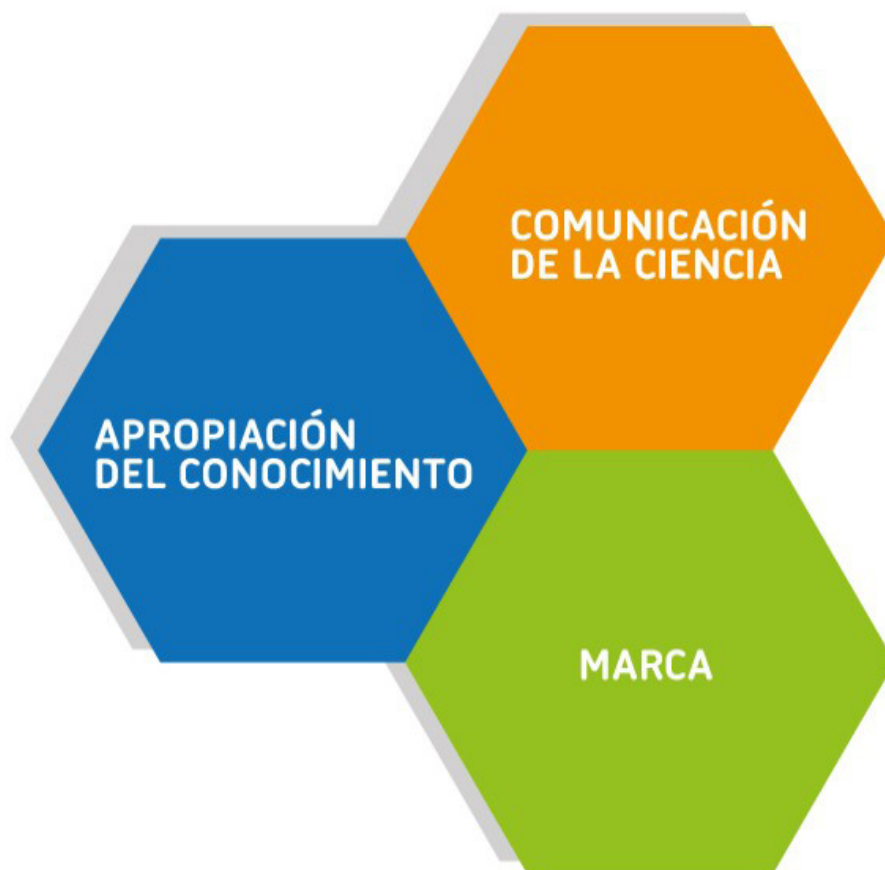 COMUNICACIÓN
DE LA CIENCIA
APROPIACIÓN
DEL CONOCIMIENTO
MARCA